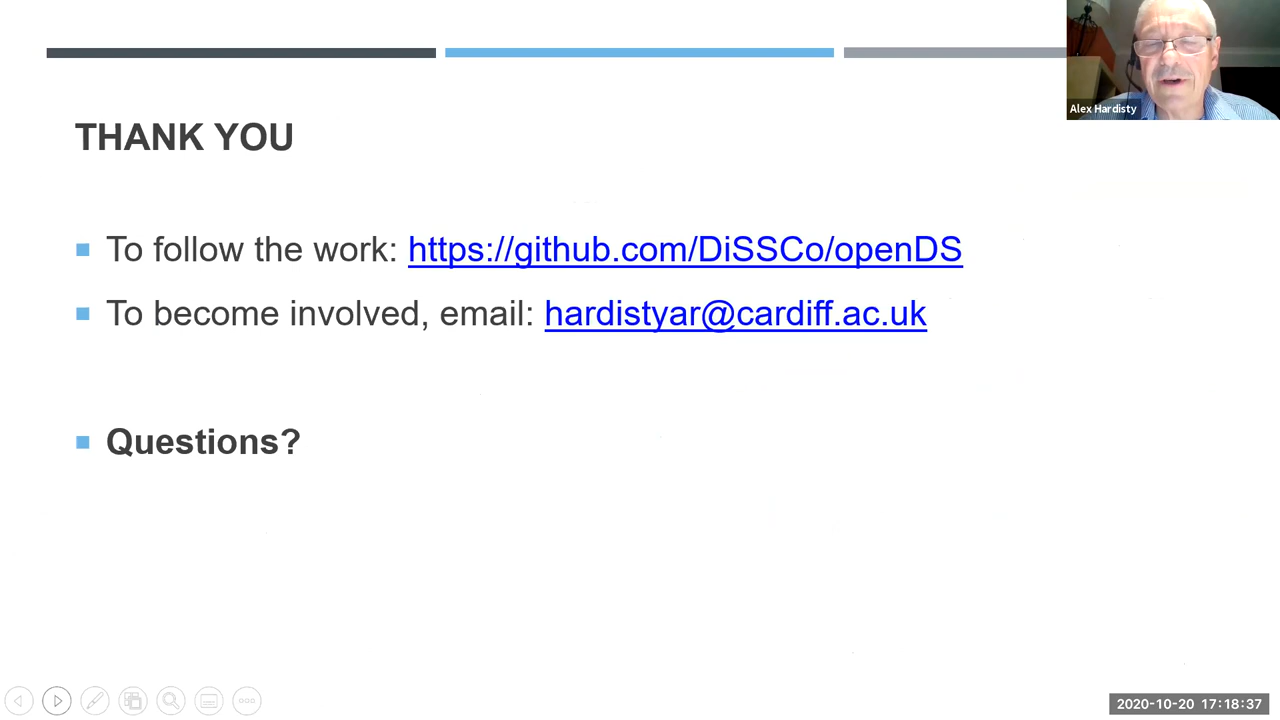 Alex Hardisty
THANK YOU
To follow the work: https://github.com/DiSSCo/openDS
To become involved, email: hardistyar@cardiff.ac.uk
Questions?
2020-10-20 17:18:37